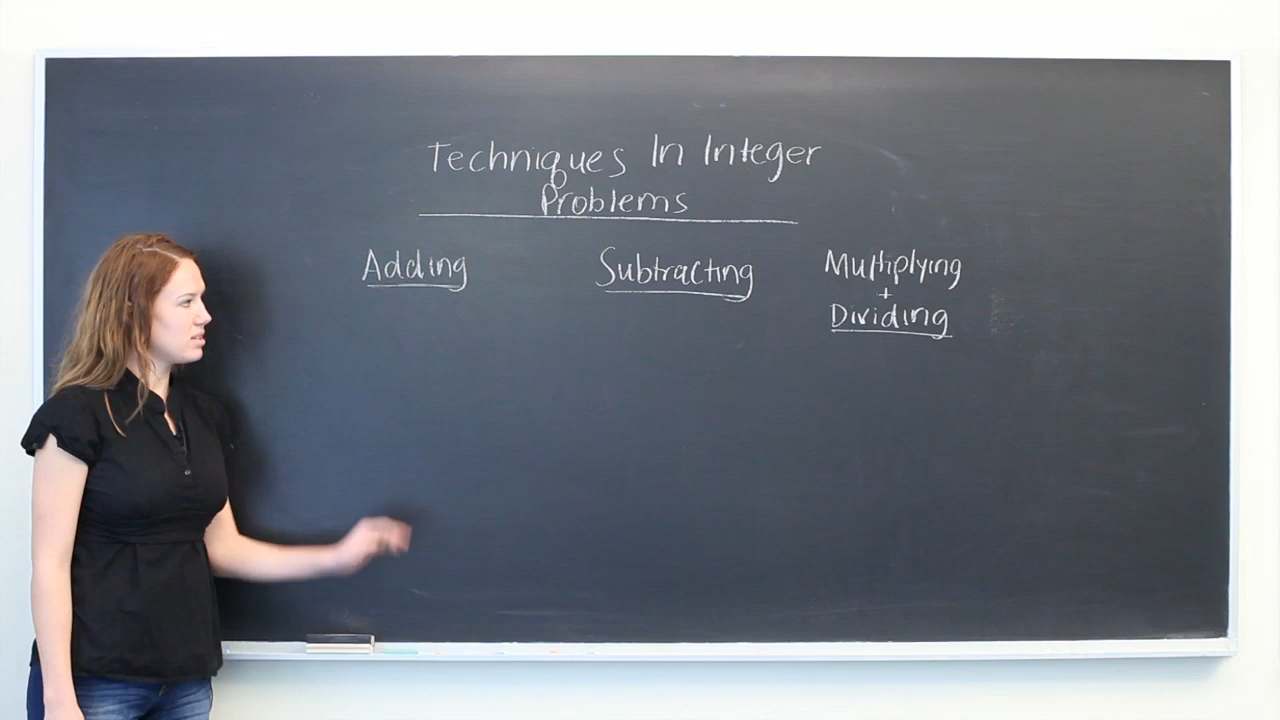 Techniques In Integer
Problems
Adding
Subtracting
Multiplying
+
Dividing